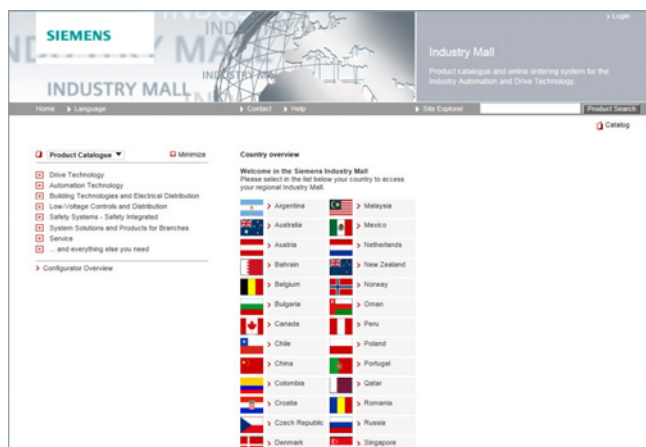 > Login
SIEMENS
INDUSTRY MALL
Industry Mall
Product catalogue and online ordering system for the
Industry Automation and Drive Technology
Home > Language > Contact > Help > Site Explorer Product Search
Catalog
Product Catalogue ▼ Minimize
Drive Technology
Automation Technology
Building Technologies and Electrical Distribution
Low-Voltage Controls and Distribution
Safety Systems - Safety Integrated
System Solutions and Products for Branches
Service
... and everything else you need
> Configurator Overview
Country overview
Welcome in the Siemens Industry Mall
Please select in the list below your country to access
your regional Industry Mall.
> Argentina > Malaysia
> Australia > Mexico
> Austria > Netherlands
> Bahrain > New Zealand
> Belgium > Norway
> Bulgaria > Oman
> Canada > Peru
> Chile > Poland
> China > Portugal
> Colombia > Qatar
> Croatia > Romania
> Czech Republic > Russia
> Denmark > Singapore